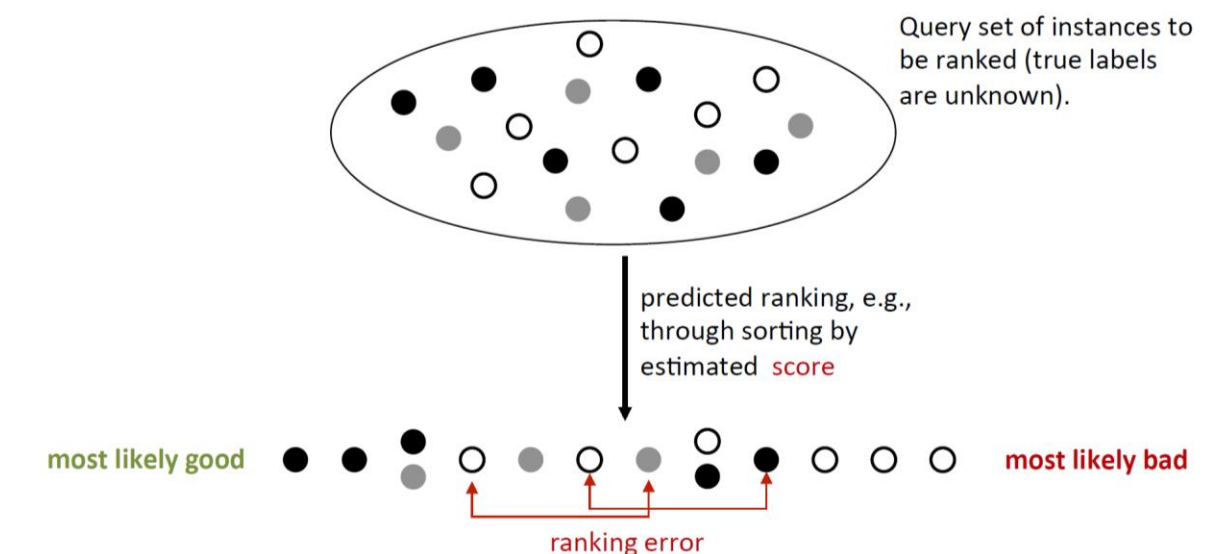 Query set of instances to
be ranked (true labels
are unknown).
predicted ranking, e.g.,
through sorting by
estimated score
most likely good
most likely bad
ranking error